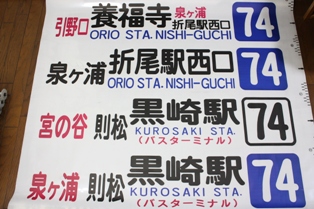 引野口 養福寺 泉ヶ浦 折尾駅西口 74
ORIO STA. NISHI-GUCHI
泉ヶ浦 折尾駅西口 74
ORIO STA. NISHI-GUCHI
宮の谷 則松 黒崎駅 74
KUROSAKI STA.
(バスターミナル)
泉ヶ浦 則松 黒崎駅 74
KUROSAKI STA.
(バスターミナル)